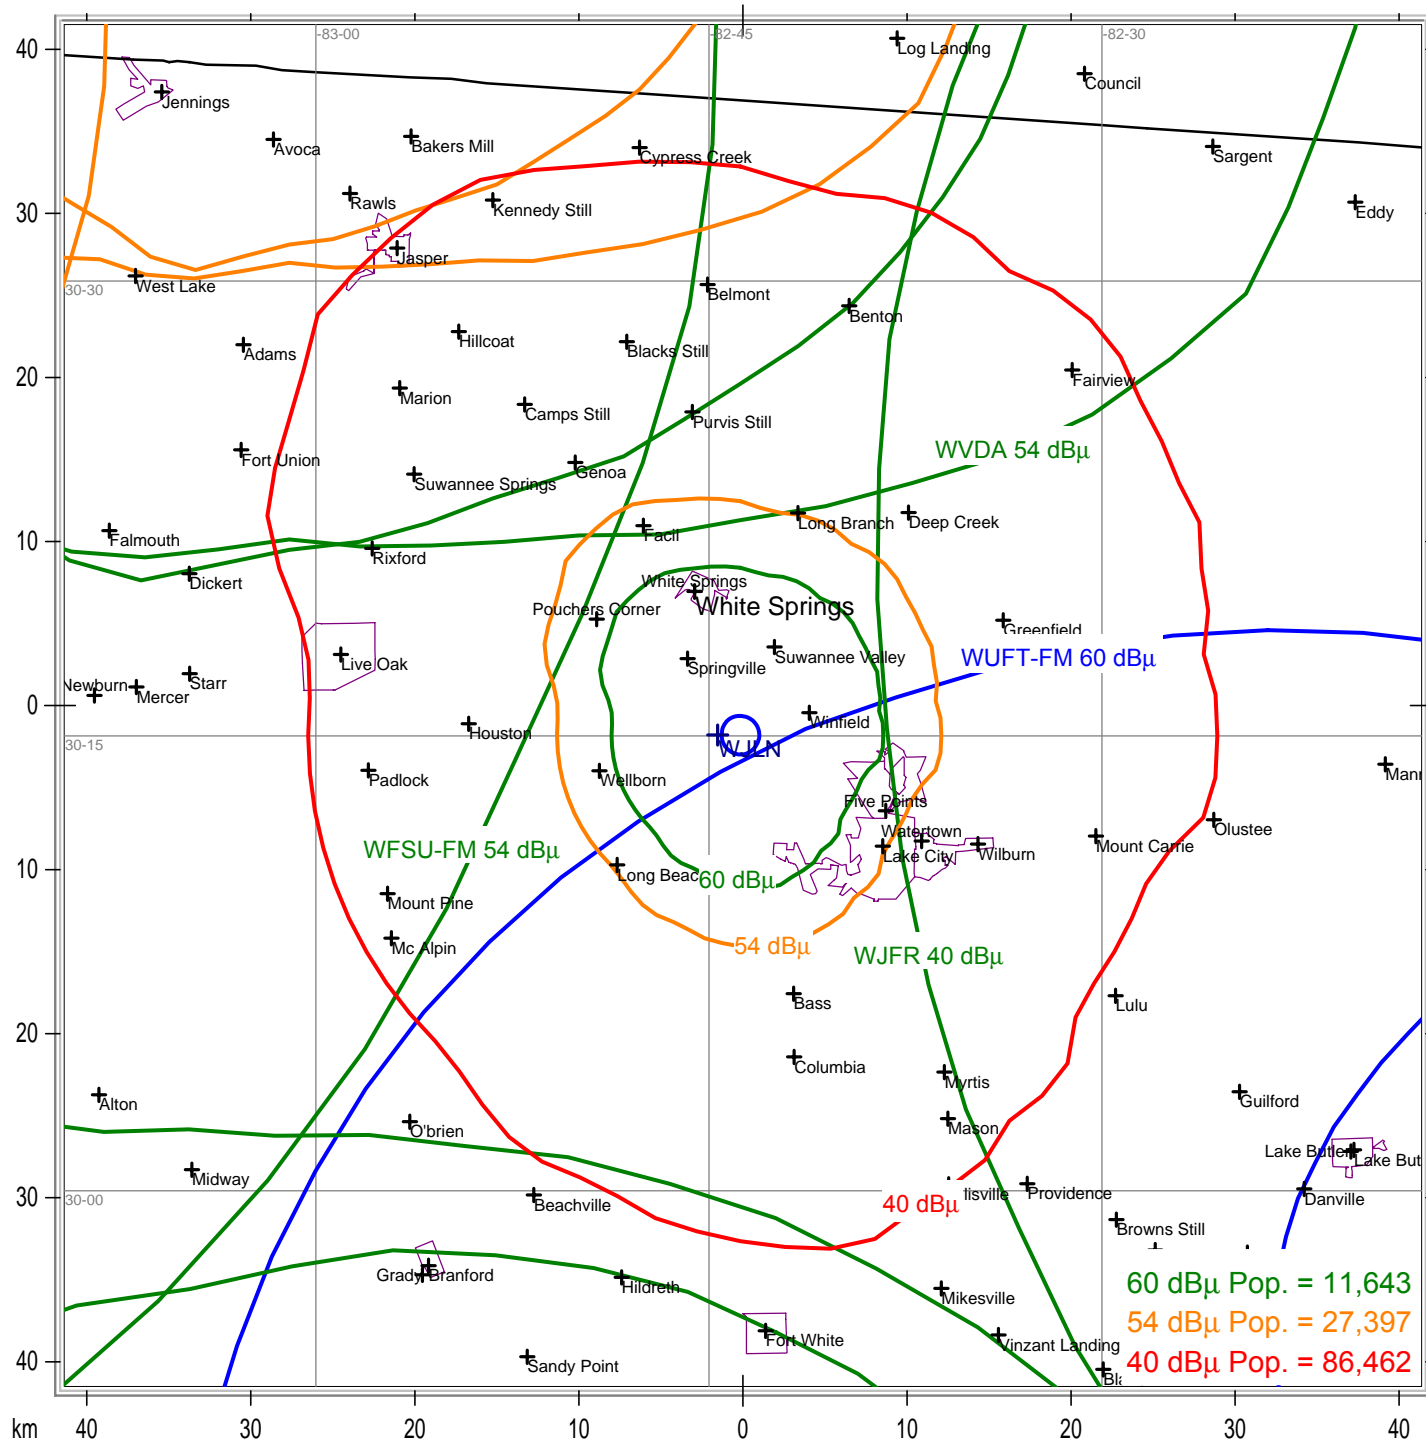 40
-83-00
-82-45
-82-30
Log Landing
Council
Jennings
Avoca
Bakers Mill
Cypress Creek
Sargent
30
Rawls
Kennedy Still
Eddy
Jasper
West Lake
30-30
Belmont
Benton
Adams
Hillcoat
Blacks Still
20
Marion
Fairview
Camps Still
Purvis Still
WVDA 54 dBµ
Fort Union
Suwannee Springs
Genoa
10
Falmouth
Facil
Long Branch
Deep Creek
Rixford
Dickert
White Springs
White Springs
Pouchers Corner
Greenfield
Live Oak
Springville
Suwannee Valley
WUFT-FM 60 dBµ
Newburn
Mercer
Starr
0
Houston
Winfield
30-15
WJLN
Padlock
Wellborn
Five Points
Olustee
WFSU-FM 54 dBµ
Watertown
Lake City
Wilburn
Mount Carrie
10
Long Beac
60 dBµ
Mount Pine
Mc Alpin
54 dBµ
WJFR 40 dBµ
Bass
Lulu
20
Columbia
Myrtis
Alton
Guilford
O'brien
Mason
Lake Butler
Lake But
Midway
30
30-00
Beachville
40 dBµ
llsville
Providence
Danville
Browns Still
Grady
Branford
Hildreth
Mikesville
60 dBµ Pop. = 11,643
Fort White
Vinzant Landing
54 dBµ Pop. = 27,397
40
Sandy Point
40 dBµ Pop. = 86,462
km
40
30
20
10
0
10
20
30
40